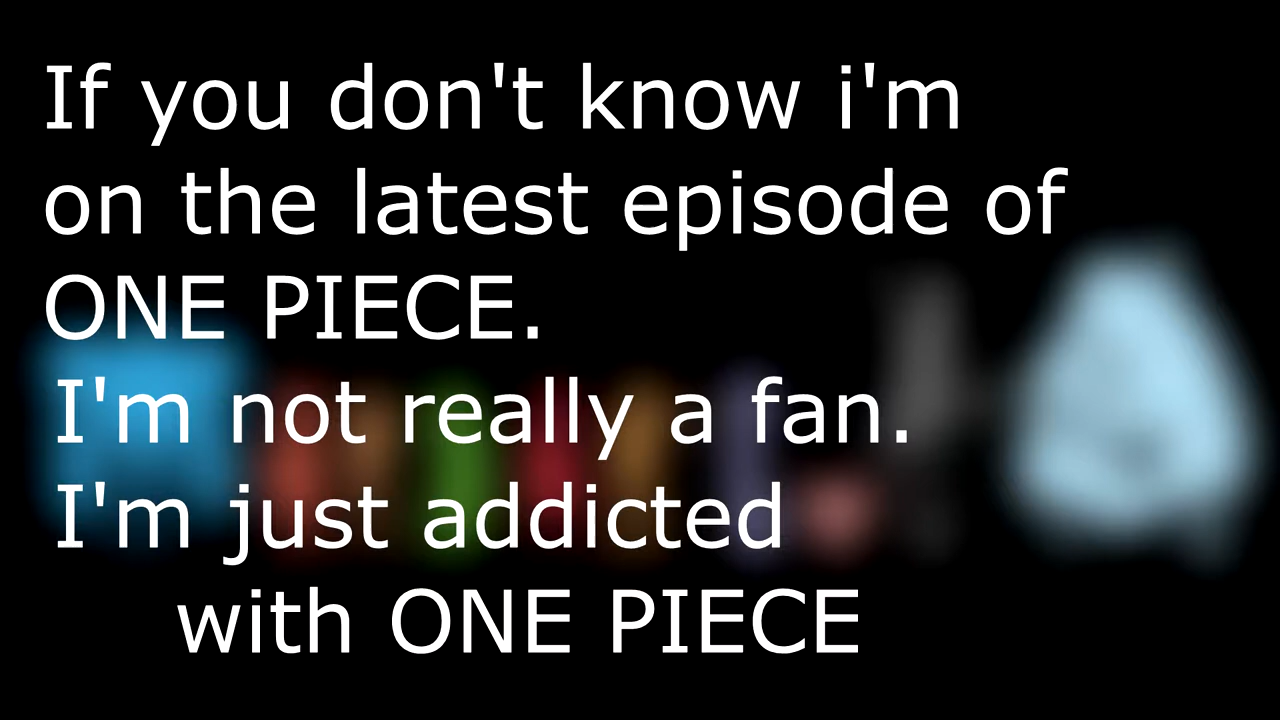 If you don't know i'm
on the latest episode of
ONE PIECE.
I'm not really a fan.
I'm just addicted
with ONE PIECE